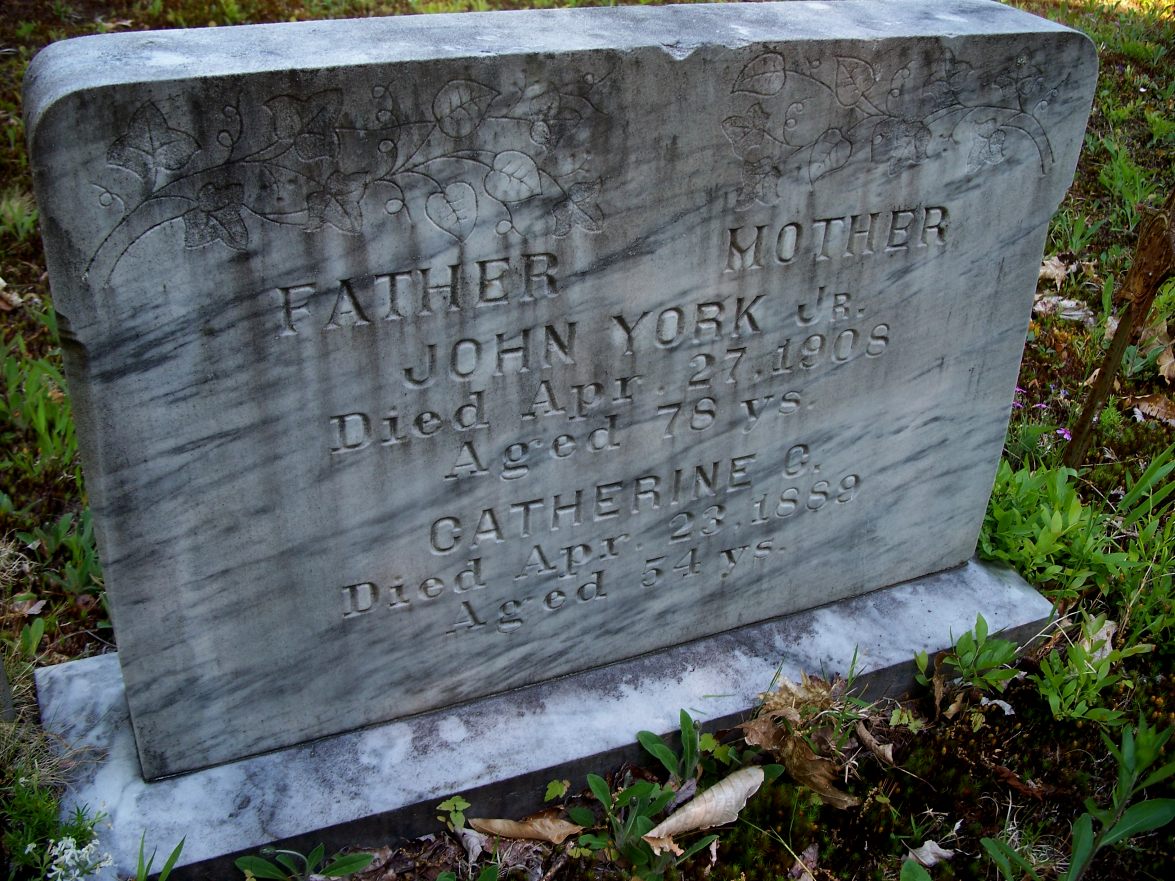 FATHER MOTHER
JOHN YORK JR.
Died Apr. 27, 1908
Aged 78 ys.
CATHERINE C.
Died Apr. 23, 1889
Aged 54 ys.